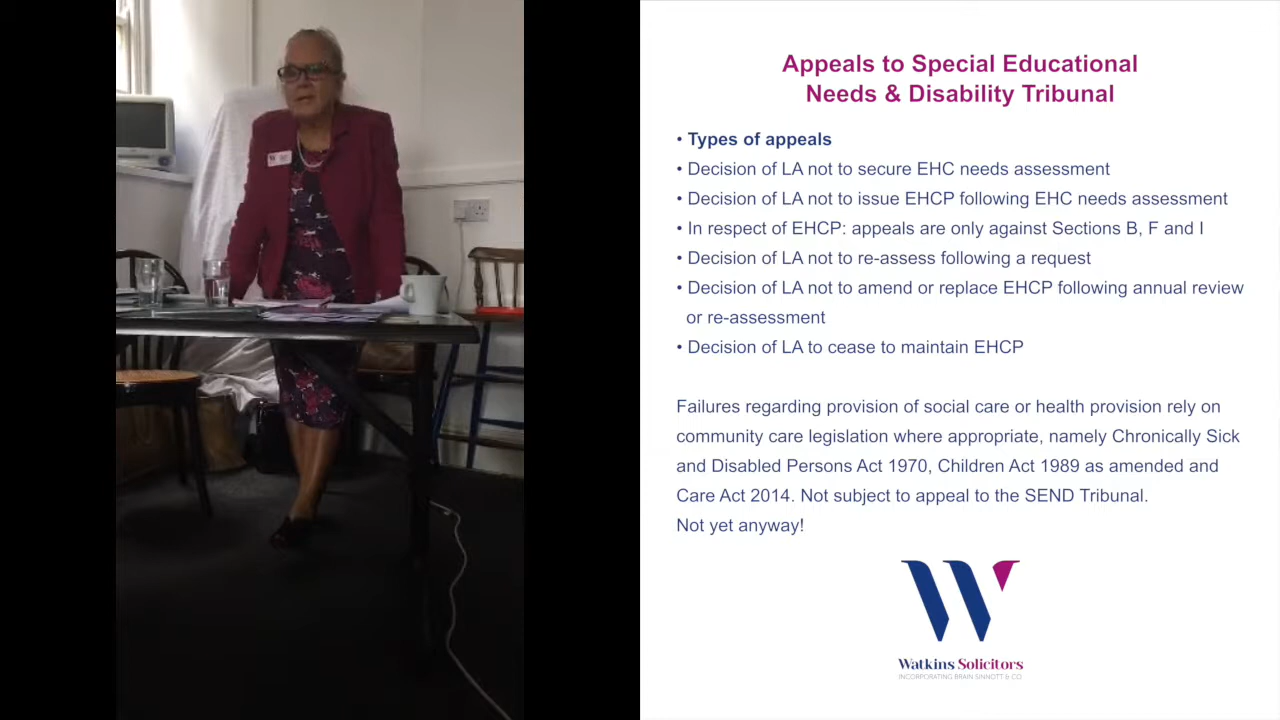 Appeals to Special Educational
Needs & Disability Tribunal
• Types of appeals
• Decision of LA not to secure EHC needs assessment
• Decision of LA not to issue EHCP following EHC needs assessment
• In respect of EHCP: appeals are only against Sections B, F and I
• Decision of LA not to re-assess following a request
• Decision of LA not to amend or replace EHCP following annual review
or re-assessment
• Decision of LA to cease to maintain EHCP
Failures regarding provision of social care or health provision rely on
community care legislation where appropriate, namely Chronically Sick
and Disabled Persons Act 1970, Children Act 1989 as amended and
Care Act 2014. Not subject to appeal to the SEND Tribunal.
Not yet anyway!
W
Watkins Solicitors
INCORPORATING BRAIN SINNOTT & CO